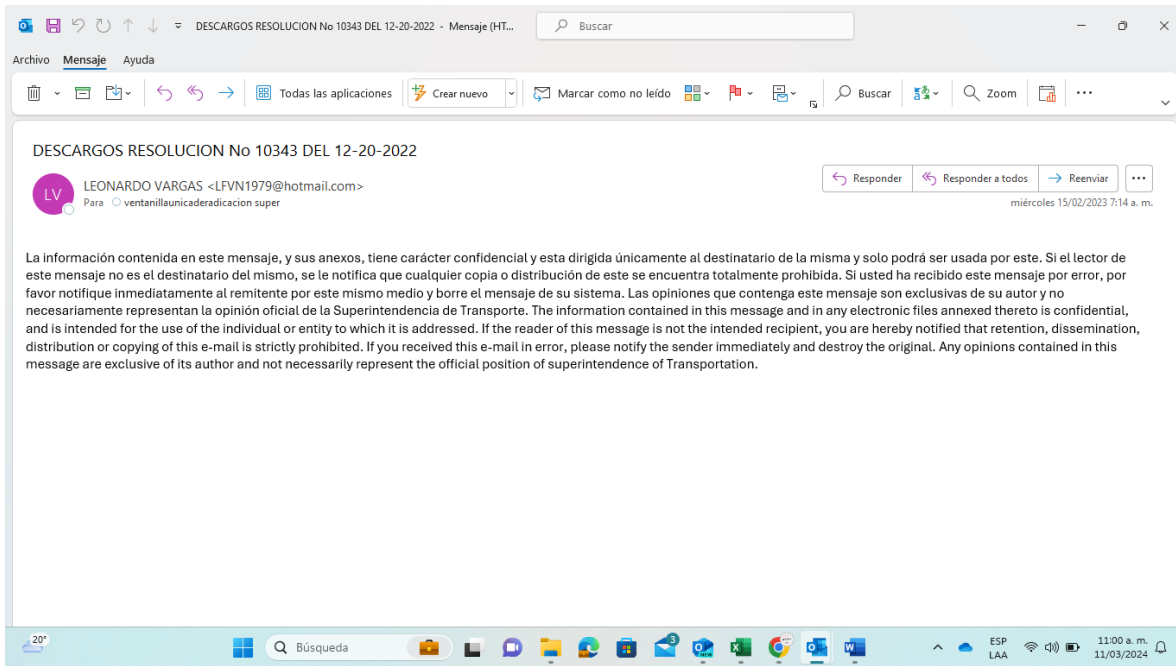 DESCARGOS RESOLUCION No 10343 DEL 12-20-2022 - Mensaje (HT...
Buscar
Archivo Mensaje Ayuda
Todas las aplicaciones Crear nuevo Marcar como no leído Buscar Zoom
DESCARGOS RESOLUCION No 10343 DEL 12-20-2022
LV
LEONARDO VARGAS <LFVN1979@hotmail.com>
Para ventanillaunicaderadicacion super
Responder Responder a todos Reenviar
miércoles 15/02/2023 7:14 a. m.
La información contenida en este mensaje, y sus anexos, tiene carácter confidencial y esta dirigida únicamente al destinatario de la misma y solo podrá ser usada por este. Si el lector de
este mensaje no es el destinatario del mismo, se le notifica que cualquier copia o distribución de este se encuentra totalmente prohibida. Si usted ha recibido este mensaje por error, por
favor notifique inmediatamente al remitente por este mismo medio y borre el mensaje de su sistema. Las opiniones que contenga este mensaje son exclusivas de su autor y no
necesariamente representan la opinión oficial de la Superintendencia de Transporte. The information contained in this message and in any electronic files annexed thereto is confidential,
and is intended for the use of the individual or entity to which it is addressed. If the reader of this message is not the intended recipient, you are hereby notified that retention, dissemination,
distribution or copying of this e-mail is strictly prohibited. If you received this e-mail in error, please notify the sender immediately and destroy the original. Any opinions contained in this
message are exclusive of its author and not necessarily represent the official position of superintendence of Transportation.
20°
Búsqueda
3
NEW
ESP
LAA
11:00 a. m.
11/03/2024